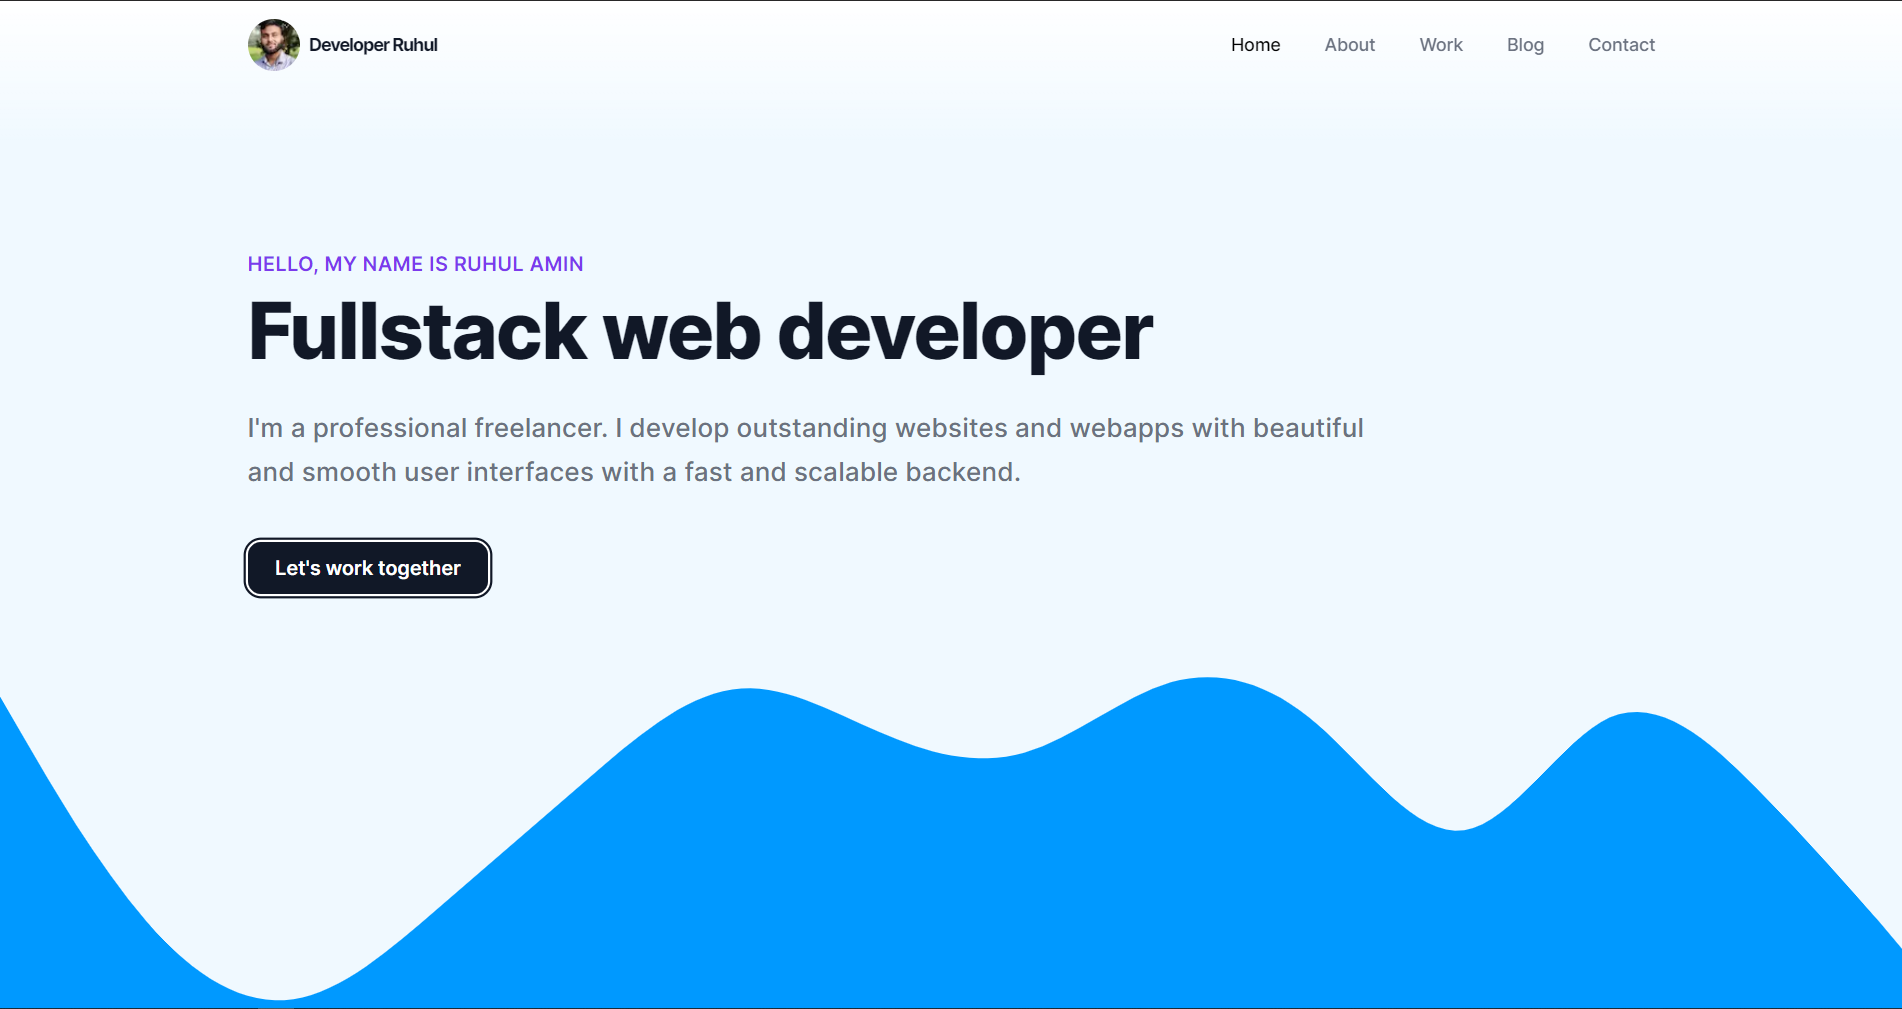 Developer Ruhul
Home About Work Blog Contact
HELLO, MY NAME IS RUHUL AMIN
Fullstack web developer
I'm a professional freelancer. I develop outstanding websites and webapps with beautiful
and smooth user interfaces with a fast and scalable backend.
Let's work together